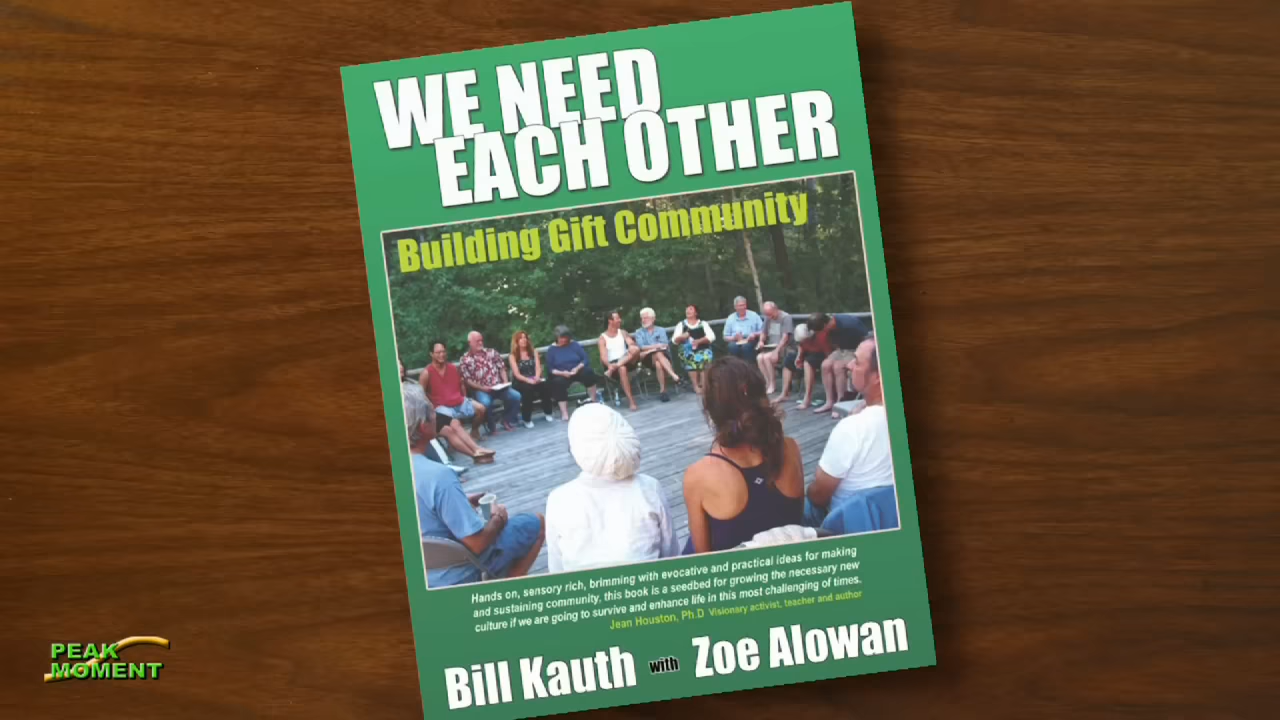 WE NEED
EACH OTHER
Building Gift Community
Hands on, sensory rich, brimming with evocative and practical ideas for making
and sustaining community, this book is a seedbed for growing the necessary new
culture if we are going to survive and enhance life in this most challenging of times.
Jean Houston, Ph.D Visionary activist, teacher and author
Bill Kauth with Zoe Alowan
PEAK
MOMENT